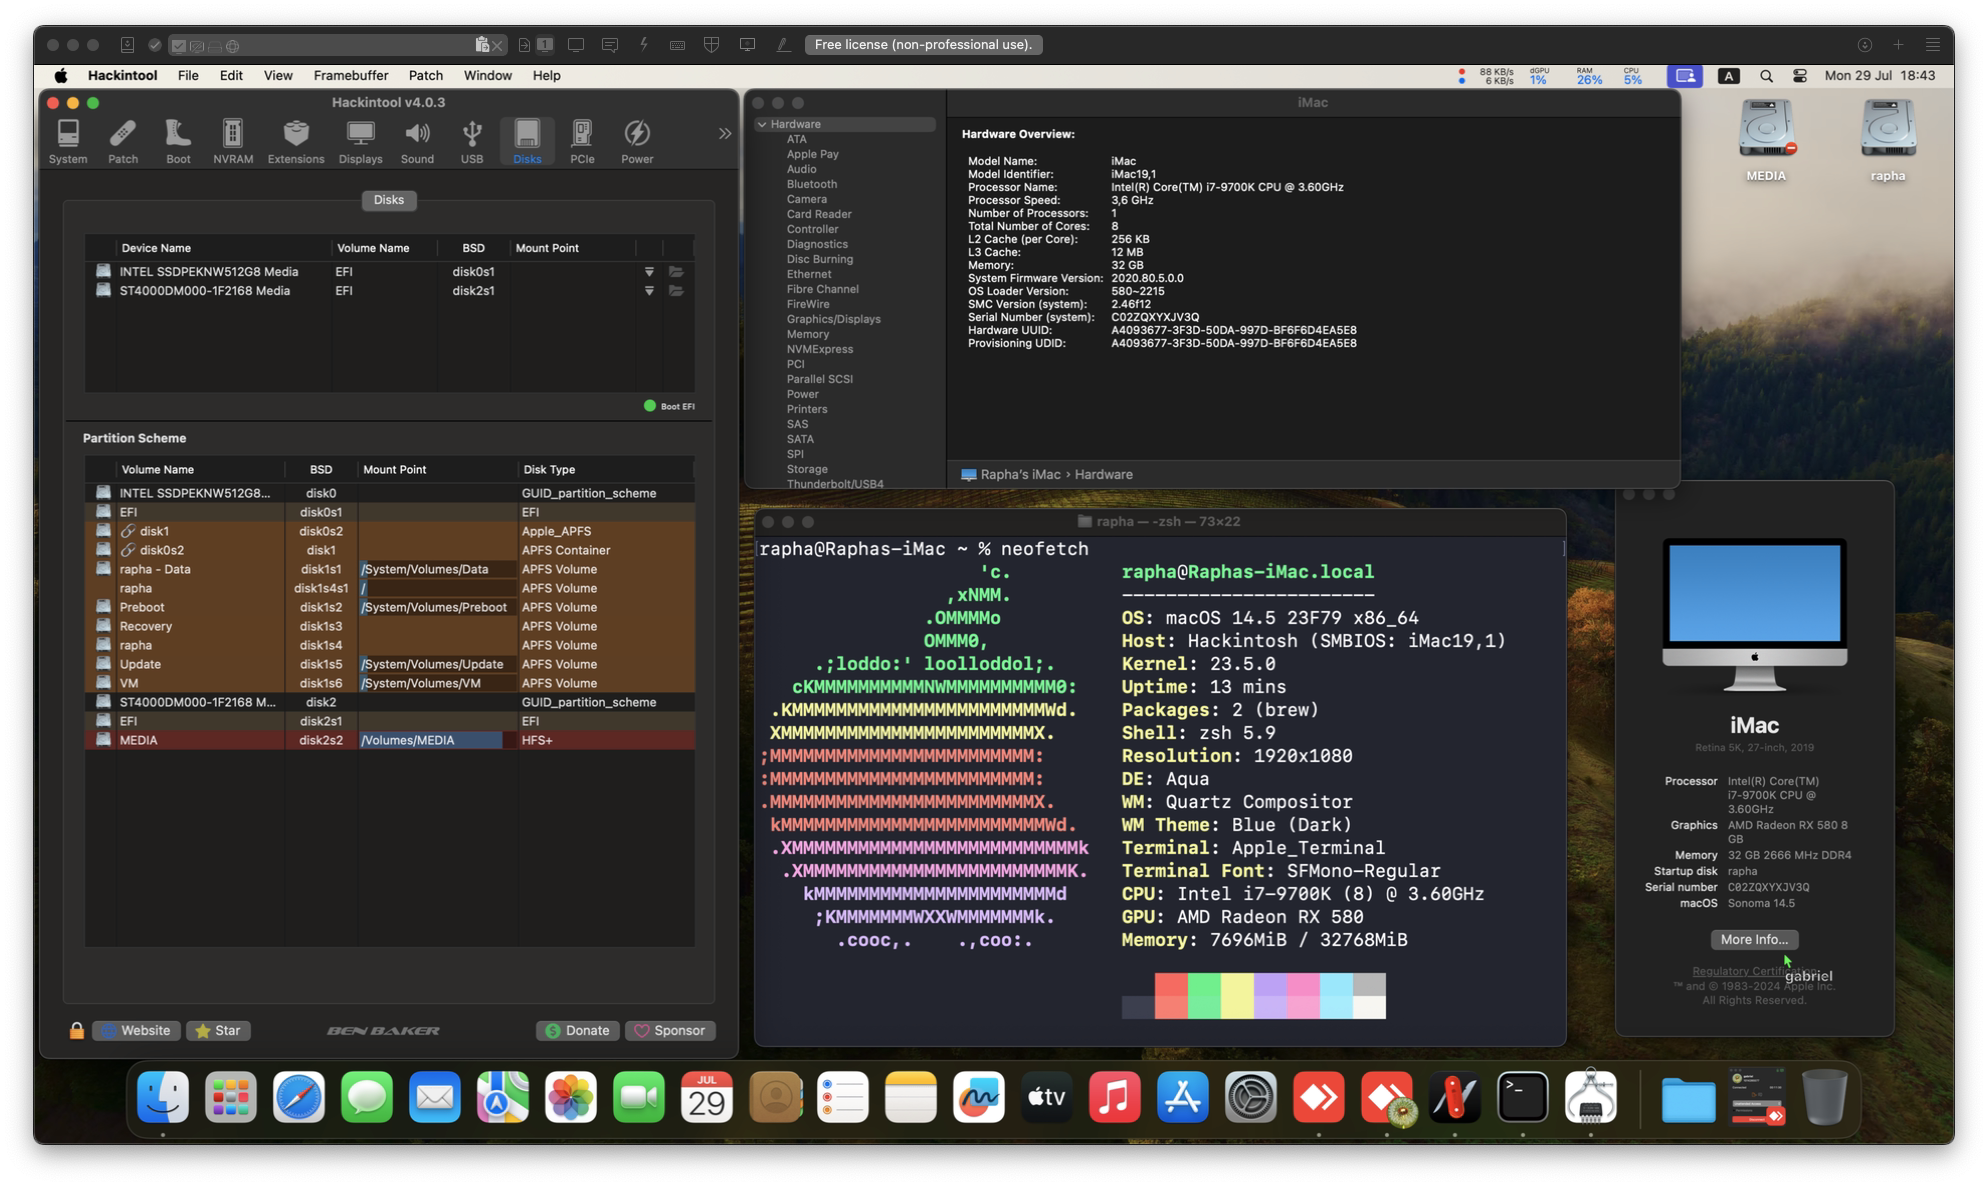 Free license (non-professional use).
Hackintool File Edit View Framebuffer Patch Window Help
88 KB/s
6 KB/s
dGPU
1%
RAM
26%
CPU
5%
A
Mon 29 Jul 18:43
Hackintool v4.0.3
System Patch Boot NVRAM Extensions Displays Sound USB Disks PCIe Power
Disks
Device Name Volume Name BSD Mount Point
INTEL SSDPEKNW512G8 Media EFI disk0s1
ST4000DM000-1F2168 Media EFI disk2s1
Boot EFI
Partition Scheme
Volume Name BSD Mount Point Disk Type
INTEL SSDPEKNW512G8... disk0 GUID_partition_scheme
EFI disk0s1 EFI
disk1 disk0s2 Apple_APFS
disk0s2 disk1 APFS Container
rapha - Data disk1s1 /System/Volumes/Data APFS Volume
rapha disk1s4s1 / APFS Volume
Preboot disk1s2 /System/Volumes/Preboot APFS Volume
Recovery disk1s3 APFS Volume
rapha disk1s4 APFS Volume
Update disk1s5 /System/Volumes/Update APFS Volume
VM disk1s6 /System/Volumes/VM APFS Volume
ST4000DM000-1F2168 M... disk2 GUID_partition_scheme
EFI disk2s1 EFI
MEDIA disk2s2 /Volumes/MEDIA HFS+
Website Star BEN BAKER Donate Sponsor
iMac
Hardware
ATA
Apple Pay
Audio
Bluetooth
Camera
Card Reader
Controller
Diagnostics
Disc Burning
Ethernet
Fibre Channel
FireWire
Graphics/Displays
Memory
NVMExpress
PCI
Parallel SCSI
Power
Printers
SAS
SATA
SPI
Storage
Thunderbolt/USB4
Hardware Overview:
Model Name: iMac
Model Identifier: iMac19,1
Processor Name: Intel(R) Core(TM) i7-9700K CPU @ 3.60GHz
Processor Speed: 3,6 GHz
Number of Processors: 1
Total Number of Cores: 8
L2 Cache (per Core): 256 KB
L3 Cache: 12 MB
Memory: 32 GB
System Firmware Version: 2020.80.5.0.0
OS Loader Version: 580~2215
SMC Version (system): 2.46f12
Serial Number (system): C02ZQXYXJV3Q
Hardware UUID: A4093677-3F3D-50DA-997D-BF6F6D4EA5E8
Provisioning UDID: A4093677-3F3D-50DA-997D-BF6F6D4EA5E8
Rapha's iMac › Hardware
MEDIA
rapha
rapha — -zsh — 73×22
rapha@Raphas-iMac ~ % neofetch
'c. rapha@Raphas-iMac.local
,xNMM. -----------------------
.OMMMMo OS: macOS 14.5 23F79 x86_64
OMMM0, Host: Hackintosh (SMBIOS: iMac19,1)
.;loddo:' loolloddol;. Kernel: 23.5.0
cKMMMMMMMMMMNWMMMMMMMMMM0: Uptime: 13 mins
.KMMMMMMMMMMMMMMMMMMMMMMMWd. Packages: 2 (brew)
XMMMMMMMMMMMMMMMMMMMMMMMX. Shell: zsh 5.9
;MMMMMMMMMMMMMMMMMMMMMMMM: Resolution: 1920x1080
:MMMMMMMMMMMMMMMMMMMMMMMM: DE: Aqua
.MMMMMMMMMMMMMMMMMMMMMMMMX. WM: Quartz Compositor
kMMMMMMMMMMMMMMMMMMMMMMMMWd. WM Theme: Blue (Dark)
.XMMMMMMMMMMMMMMMMMMMMMMMMMMk Terminal: Apple_Terminal
.XMMMMMMMMMMMMMMMMMMMMMMMMK. Terminal Font: SFMono-Regular
kMMMMMMMMMMMMMMMMMMMMMMd CPU: Intel i7-9700K (8) @ 3.60GHz
;KMMMMMMMWXXWMMMMMMMk. GPU: AMD Radeon RX 580
.cooc,. .,coo:. Memory: 7696MiB / 32768MiB
iMac
Retina 5K, 27-inch, 2019
Processor Intel(R) Core(TM)
i7-9700K CPU @
3.60GHz
Graphics AMD Radeon RX 580 8
GB
Memory 32 GB 2666 MHz DDR4
Startup disk rapha
Serial number C02ZQXYXJV3Q
macOS Sonoma 14.5
More Info...
gabriel
Regulatory Certification
™ and © 1983-2024 Apple Inc.
All Rights Reserved.
JUL
29
tv